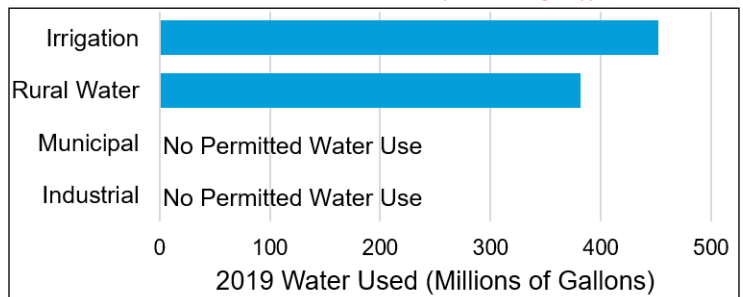 Irrigation
Rural Water
Municipal No Permitted Water Use
Industrial No Permitted Water Use
0 100 200 300 400 500
2019 Water Used (Millions of Gallons)